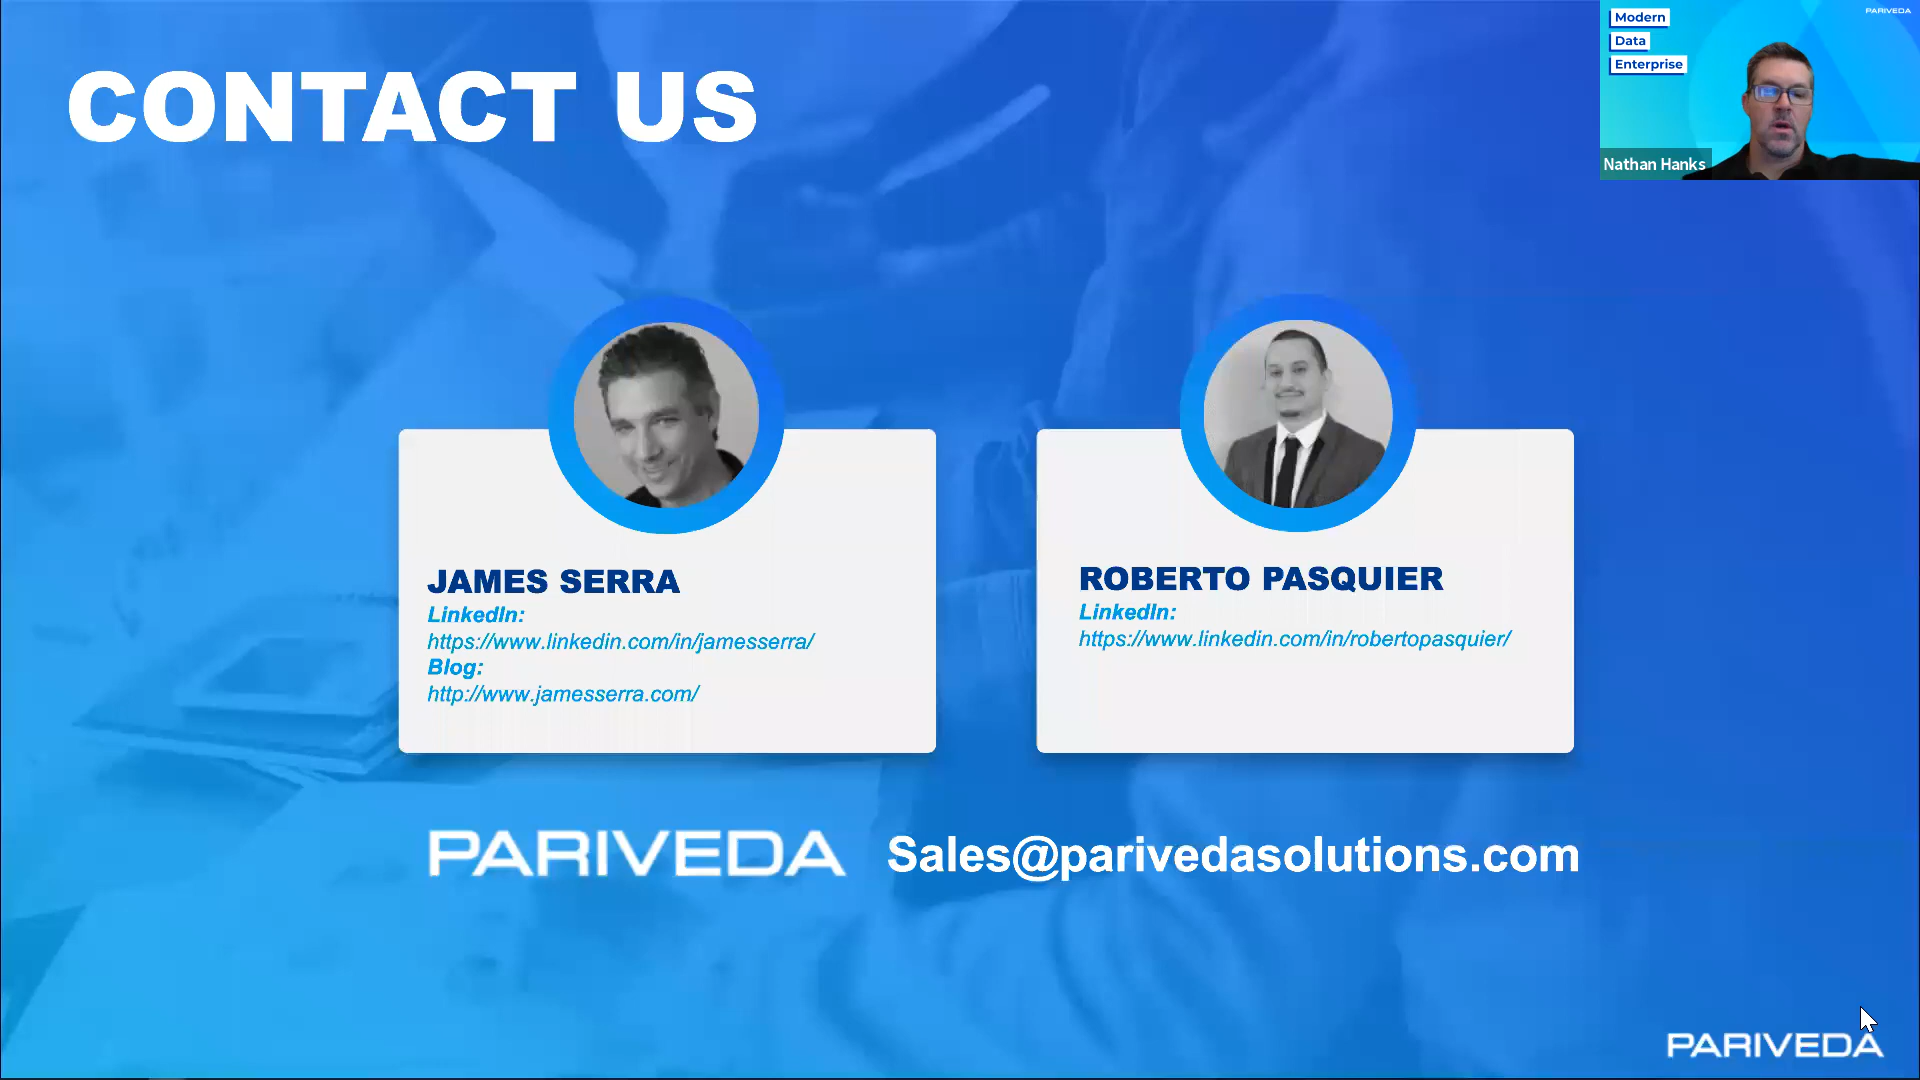 CONTACT US
PARIVEDA
Modern
Data
Enterprise
Nathan Hanks
JAMES SERRA
LinkedIn:
https://www.linkedin.com/in/jamesserra/
Blog:
http://www.jamesserra.com/
ROBERTO PASQUIER
LinkedIn:
https://www.linkedin.com/in/robertopasquier/
PARIVEDA
Sales@parivedasolutions.com
PARIVEDA